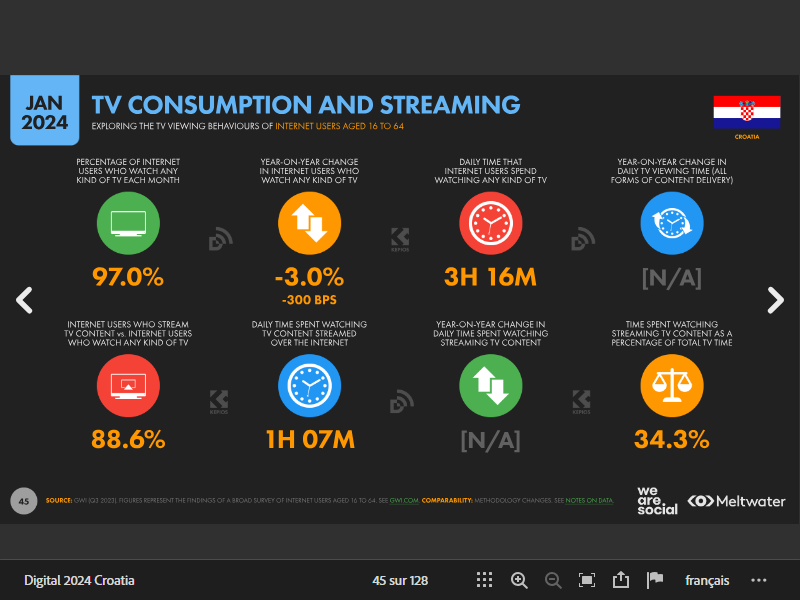 JAN
2024
TV CONSUMPTION AND STREAMING
EXPLORING THE TV VIEWING BEHAVIOURS OF INTERNET USERS AGED 16 TO 64
CROATIA
PERCENTAGE OF INTERNET
USERS WHO WATCH ANY
KIND OF TV EACH MONTH
97.0%
YEAR-ON-YEAR CHANGE
IN INTERNET USERS WHO
WATCH ANY KIND OF TV
-3.0%
-300 BPS
DAILY TIME THAT
INTERNET USERS SPEND
WATCHING ANY KIND OF TV
3H 16M
YEAR-ON-YEAR CHANGE IN
DAILY TV VIEWING TIME (ALL
FORMS OF CONTENT DELIVERY)
[N/A]
KEPIOS
INTERNET USERS WHO STREAM
TV CONTENT vs. INTERNET USERS
WHO WATCH ANY KIND OF TV
88.6%
DAILY TIME SPENT WATCHING
TV CONTENT STREAMED
OVER THE INTERNET
1H 07M
YEAR-ON-YEAR CHANGE IN
DAILY TIME SPENT WATCHING
STREAMING TV CONTENT
[N/A]
TIME SPENT WATCHING
STREAMING TV CONTENT AS A
PERCENTAGE OF TOTAL TV TIME
34.3%
KEPIOS
KEPIOS
45
SOURCE: GWI (Q3 2023). FIGURES REPRESENT THE FINDINGS OF A BROAD SURVEY OF INTERNET USERS AGED 16 TO 64. SEE GWI.COM. COMPARABILITY: METHODOLOGY CHANGES. SEE NOTES ON DATA.
we
are.
social
Meltwater
Digital 2024 Croatia
45 sur 128
français